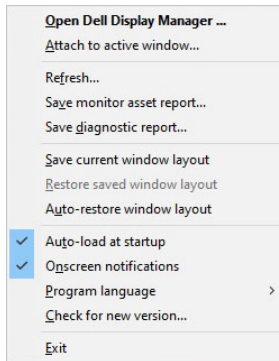 Open Dell Display Manager ...
Attach to active window...
Refresh...
Save monitor asset report...
Save diagnostic report...
Save current window layout
Restore saved window layout
Auto-restore window layout
Auto-load at startup
Onscreen notifications
Program language
Check for new version...
Exit